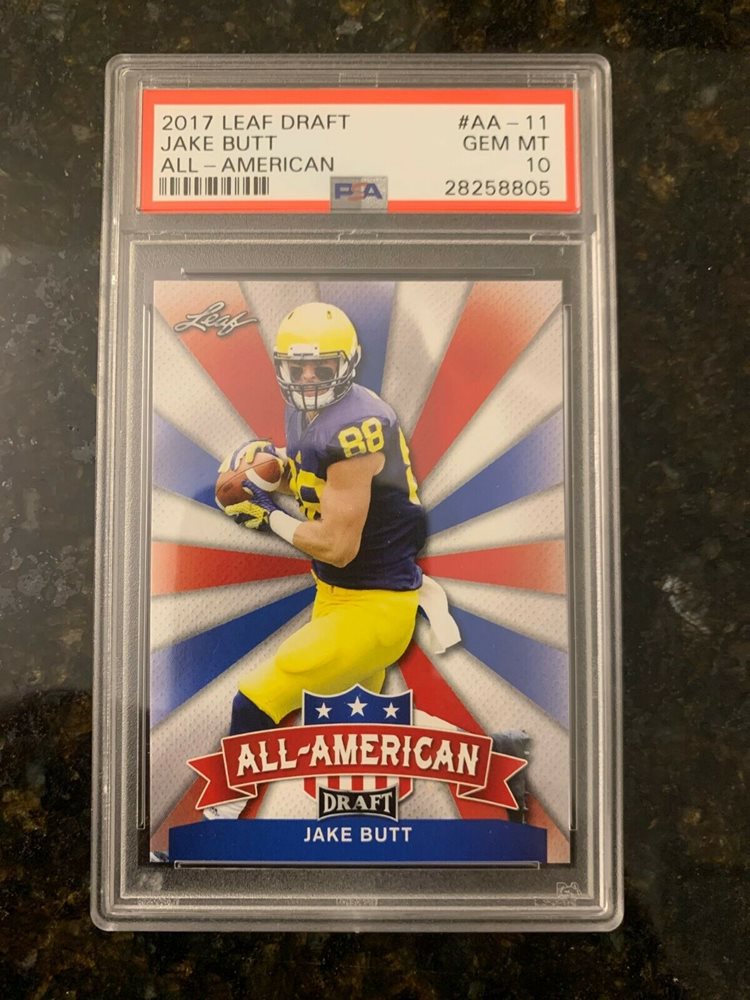 2017 LEAF DRAFT #AA-11
JAKE BUTT GEM MT
ALL-AMERICAN 10
PSA 28258805
Leaf
88
88
ALL-AMERICAN
DRAFT
JAKE BUTT